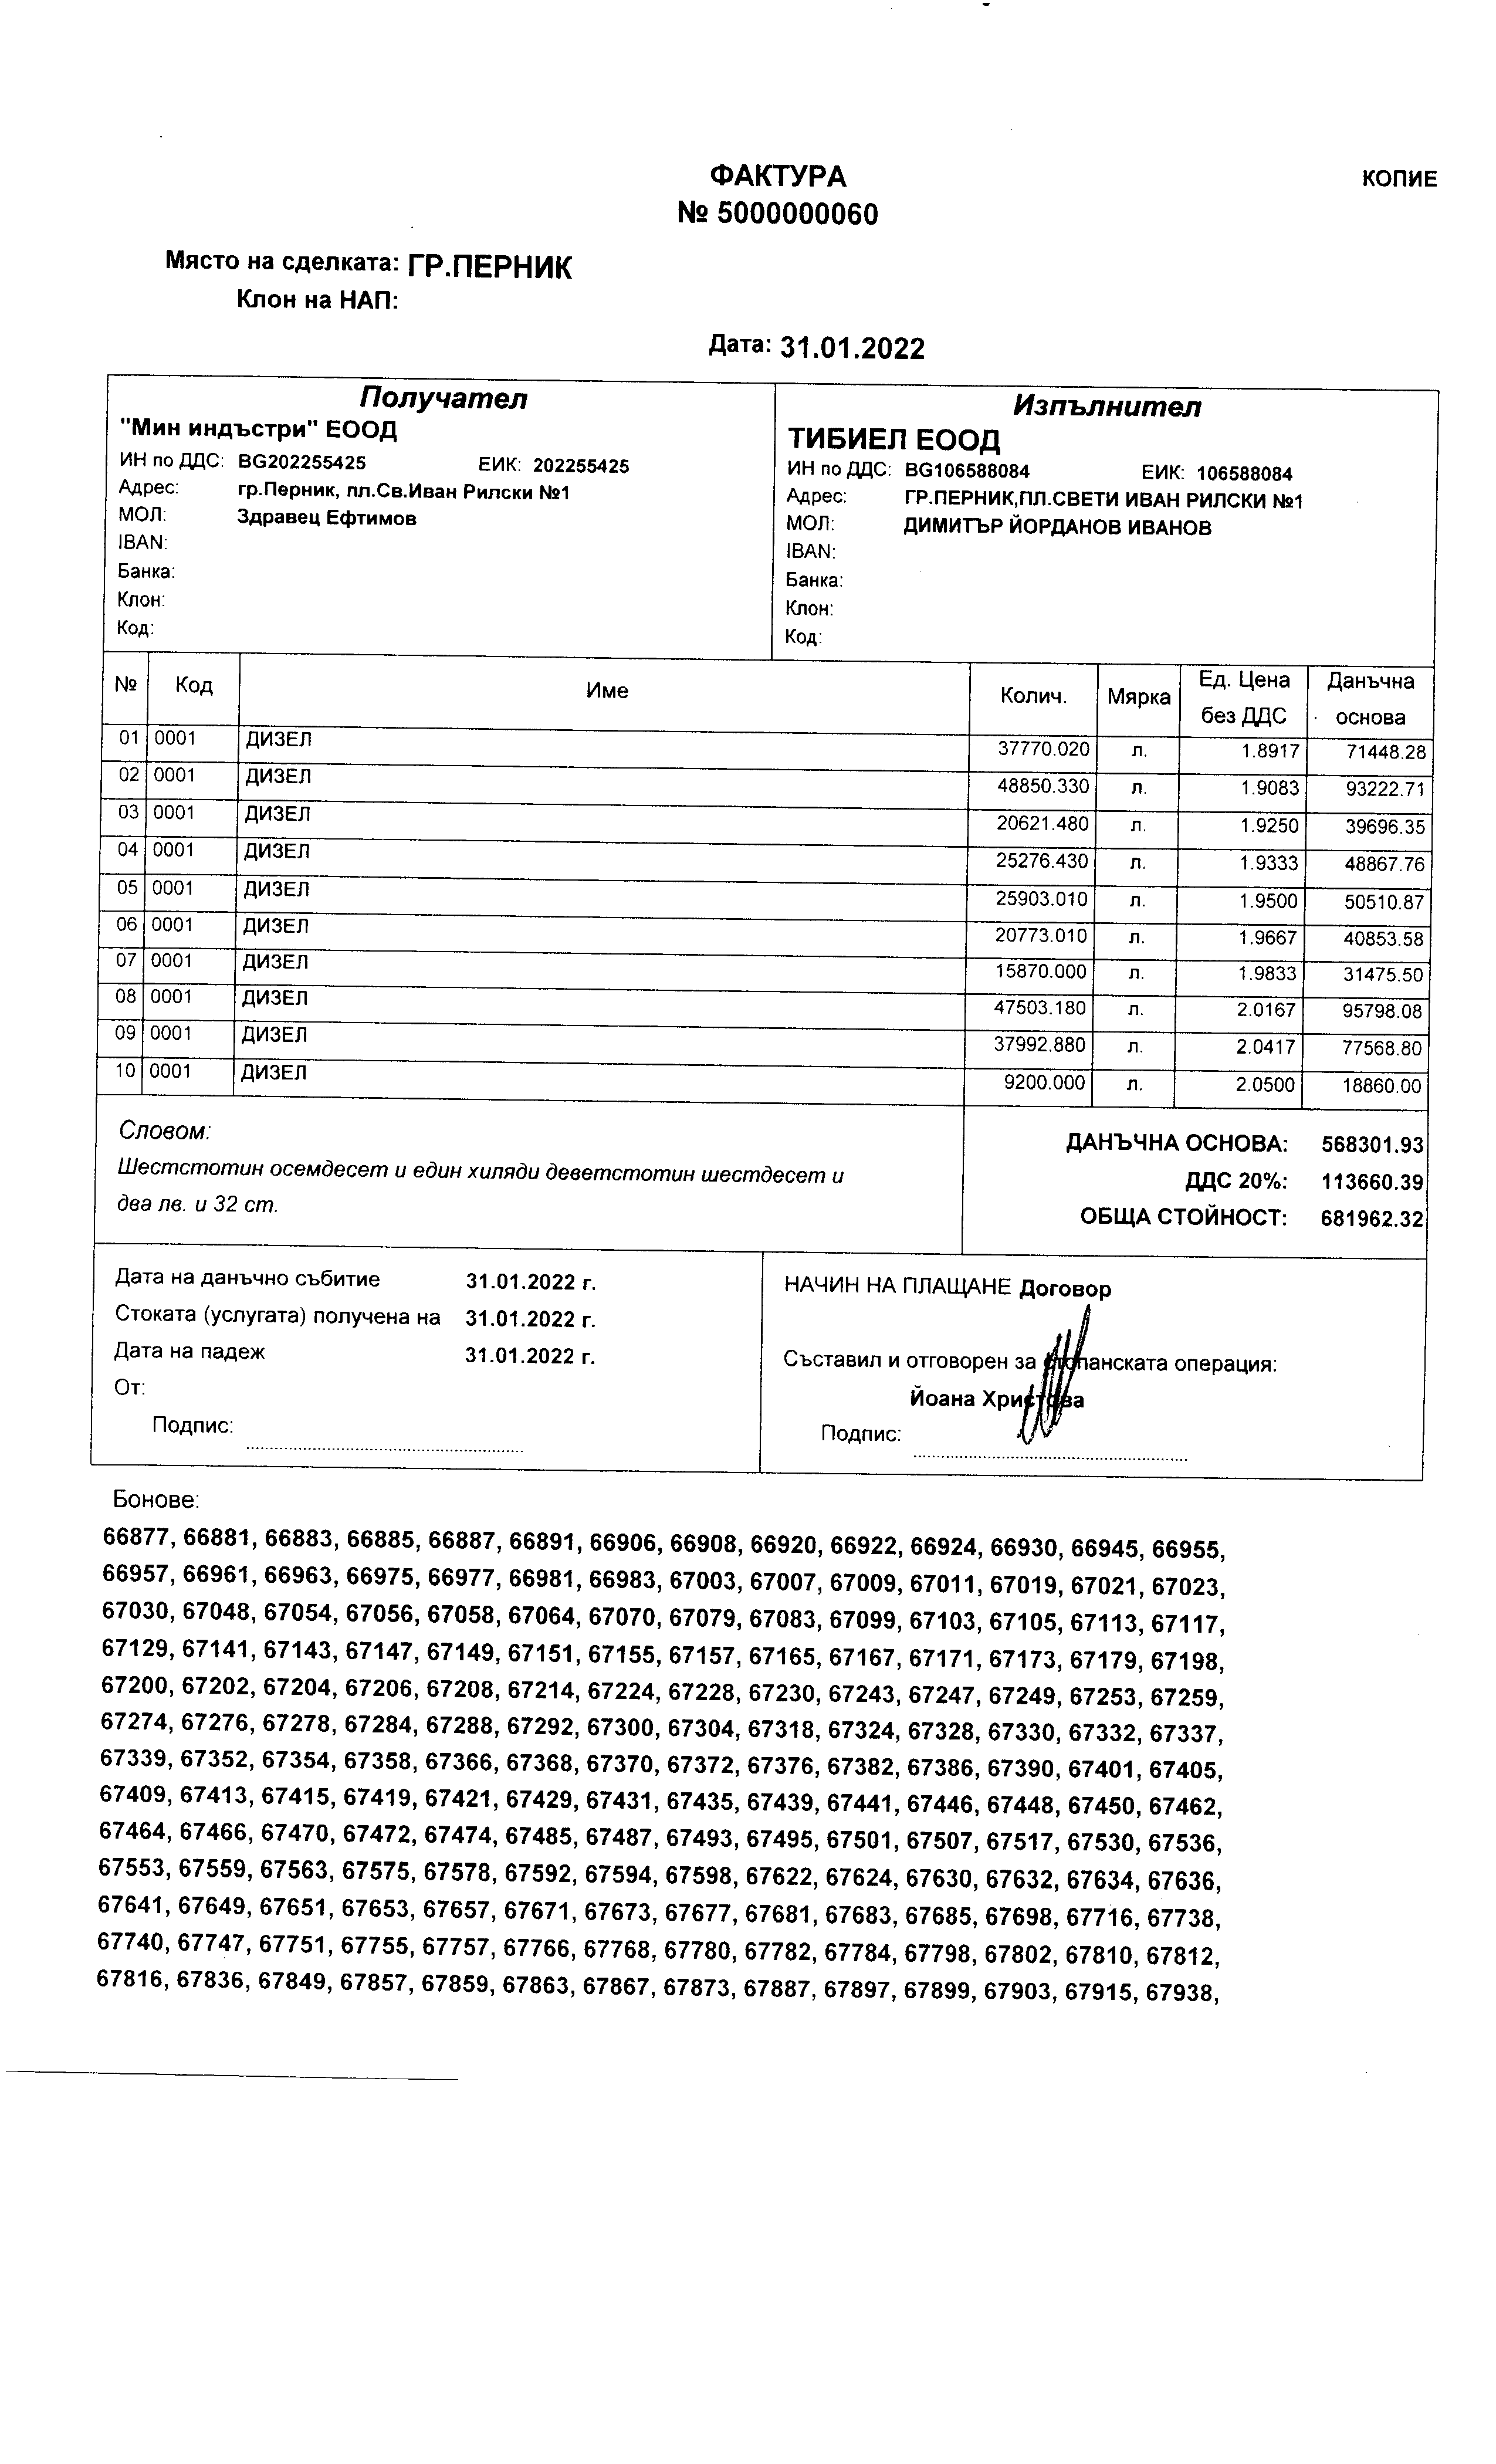 ФАКТУРА
КОПИЕ
№ 5000000060
Място на сделката: ГР.ПЕРНИК
Клон на НАП:
Дата: 31.01.2022
Получател
"Мин индъстри" ЕООД
ИН по ДДС: BG202255425 ЕИК: 202255425
Адрес: гр.Перник, пл.Св.Иван Рилски №1
МОЛ: Здравец Ефтимов
IBAN:
Банка:
Клон:
Код:
Изпълнител
ТИБИЕЛ ЕООД
ИН по ДДС: BG106588084 ЕИК: 106588084
Адрес: ГР.ПЕРНИК,ПЛ.СВЕТИ ИВАН РИЛСКИ №1
МОЛ: ДИМИТЪР ЙОРДАНОВ ИВАНОВ
IBAN:
Банка:
Клон:
Код:
№ Код Име Колич. Мярка Ед. Цена без ДДС Данъчна основа
01 0001 ДИЗЕЛ 37770.020 л. 1.8917 71448.28
02 0001 ДИЗЕЛ 48850.330 л. 1.9083 93222.71
03 0001 ДИЗЕЛ 20621.480 л. 1.9250 39696.35
04 0001 ДИЗЕЛ 25276.430 л. 1.9333 48867.76
05 0001 ДИЗЕЛ 25903.010 л. 1.9500 50510.87
06 0001 ДИЗЕЛ 20773.010 л. 1.9667 40853.58
07 0001 ДИЗЕЛ 15870.000 л. 1.9833 31475.50
08 0001 ДИЗЕЛ 47503.180 л. 2.0167 95798.08
09 0001 ДИЗЕЛ 37992.880 л. 2.0417 77568.80
10 0001 ДИЗЕЛ 9200.000 л. 2.0500 18860.00
Словом:
Шестстотин осемдесет и един хиляди деветстотин шестдесет и
два лв. и 32 ст.
ДАНЪЧНА ОСНОВА: 568301.93
ДДС 20%: 113660.39
ОБЩА СТОЙНОСТ: 681962.32
Дата на данъчно събитие 31.01.2022 г.
Стоката (услугата) получена на 31.01.2022 г.
Дата на падеж 31.01.2022 г.
От:
Подпис:
НАЧИН НА ПЛАЩАНЕ Договор
Съставил и отговорен за стопанската операция:
Йоана Христова
Подпис:
Бонове:
66877, 66881, 66883, 66885, 66887, 66891, 66906, 66908, 66920, 66922, 66924, 66930, 66945, 66955,
66957, 66961, 66963, 66975, 66977, 66981, 66983, 67003, 67007, 67009, 67011, 67019, 67021, 67023,
67030, 67048, 67054, 67056, 67058, 67064, 67070, 67079, 67083, 67099, 67103, 67105, 67113, 67117,
67129, 67141, 67143, 67147, 67149, 67151, 67155, 67157, 67165, 67167, 67171, 67173, 67179, 67198,
67200, 67202, 67204, 67206, 67208, 67214, 67224, 67228, 67230, 67243, 67247, 67249, 67253, 67259,
67274, 67276, 67278, 67284, 67288, 67292, 67300, 67304, 67318, 67324, 67328, 67330, 67332, 67337,
67339, 67352, 67354, 67358, 67366, 67368, 67370, 67372, 67376, 67382, 67386, 67390, 67401, 67405,
67409, 67413, 67415, 67419, 67421, 67429, 67431, 67435, 67439, 67441, 67446, 67448, 67450, 67462,
67464, 67466, 67470, 67472, 67474, 67485, 67487, 67493, 67495, 67501, 67507, 67517, 67530, 67536,
67553, 67559, 67563, 67575, 67578, 67592, 67594, 67598, 67622, 67624, 67630, 67632, 67634, 67636,
67641, 67649, 67651, 67653, 67657, 67671, 67673, 67677, 67681, 67683, 67685, 67698, 67716, 67738,
67740, 67747, 67751, 67755, 67757, 67766, 67768, 67780, 67782, 67784, 67798, 67802, 67810, 67812,
67816, 67836, 67849, 67857, 67859, 67863, 67867, 67873, 67887, 67897, 67899, 67903, 67915, 67938,